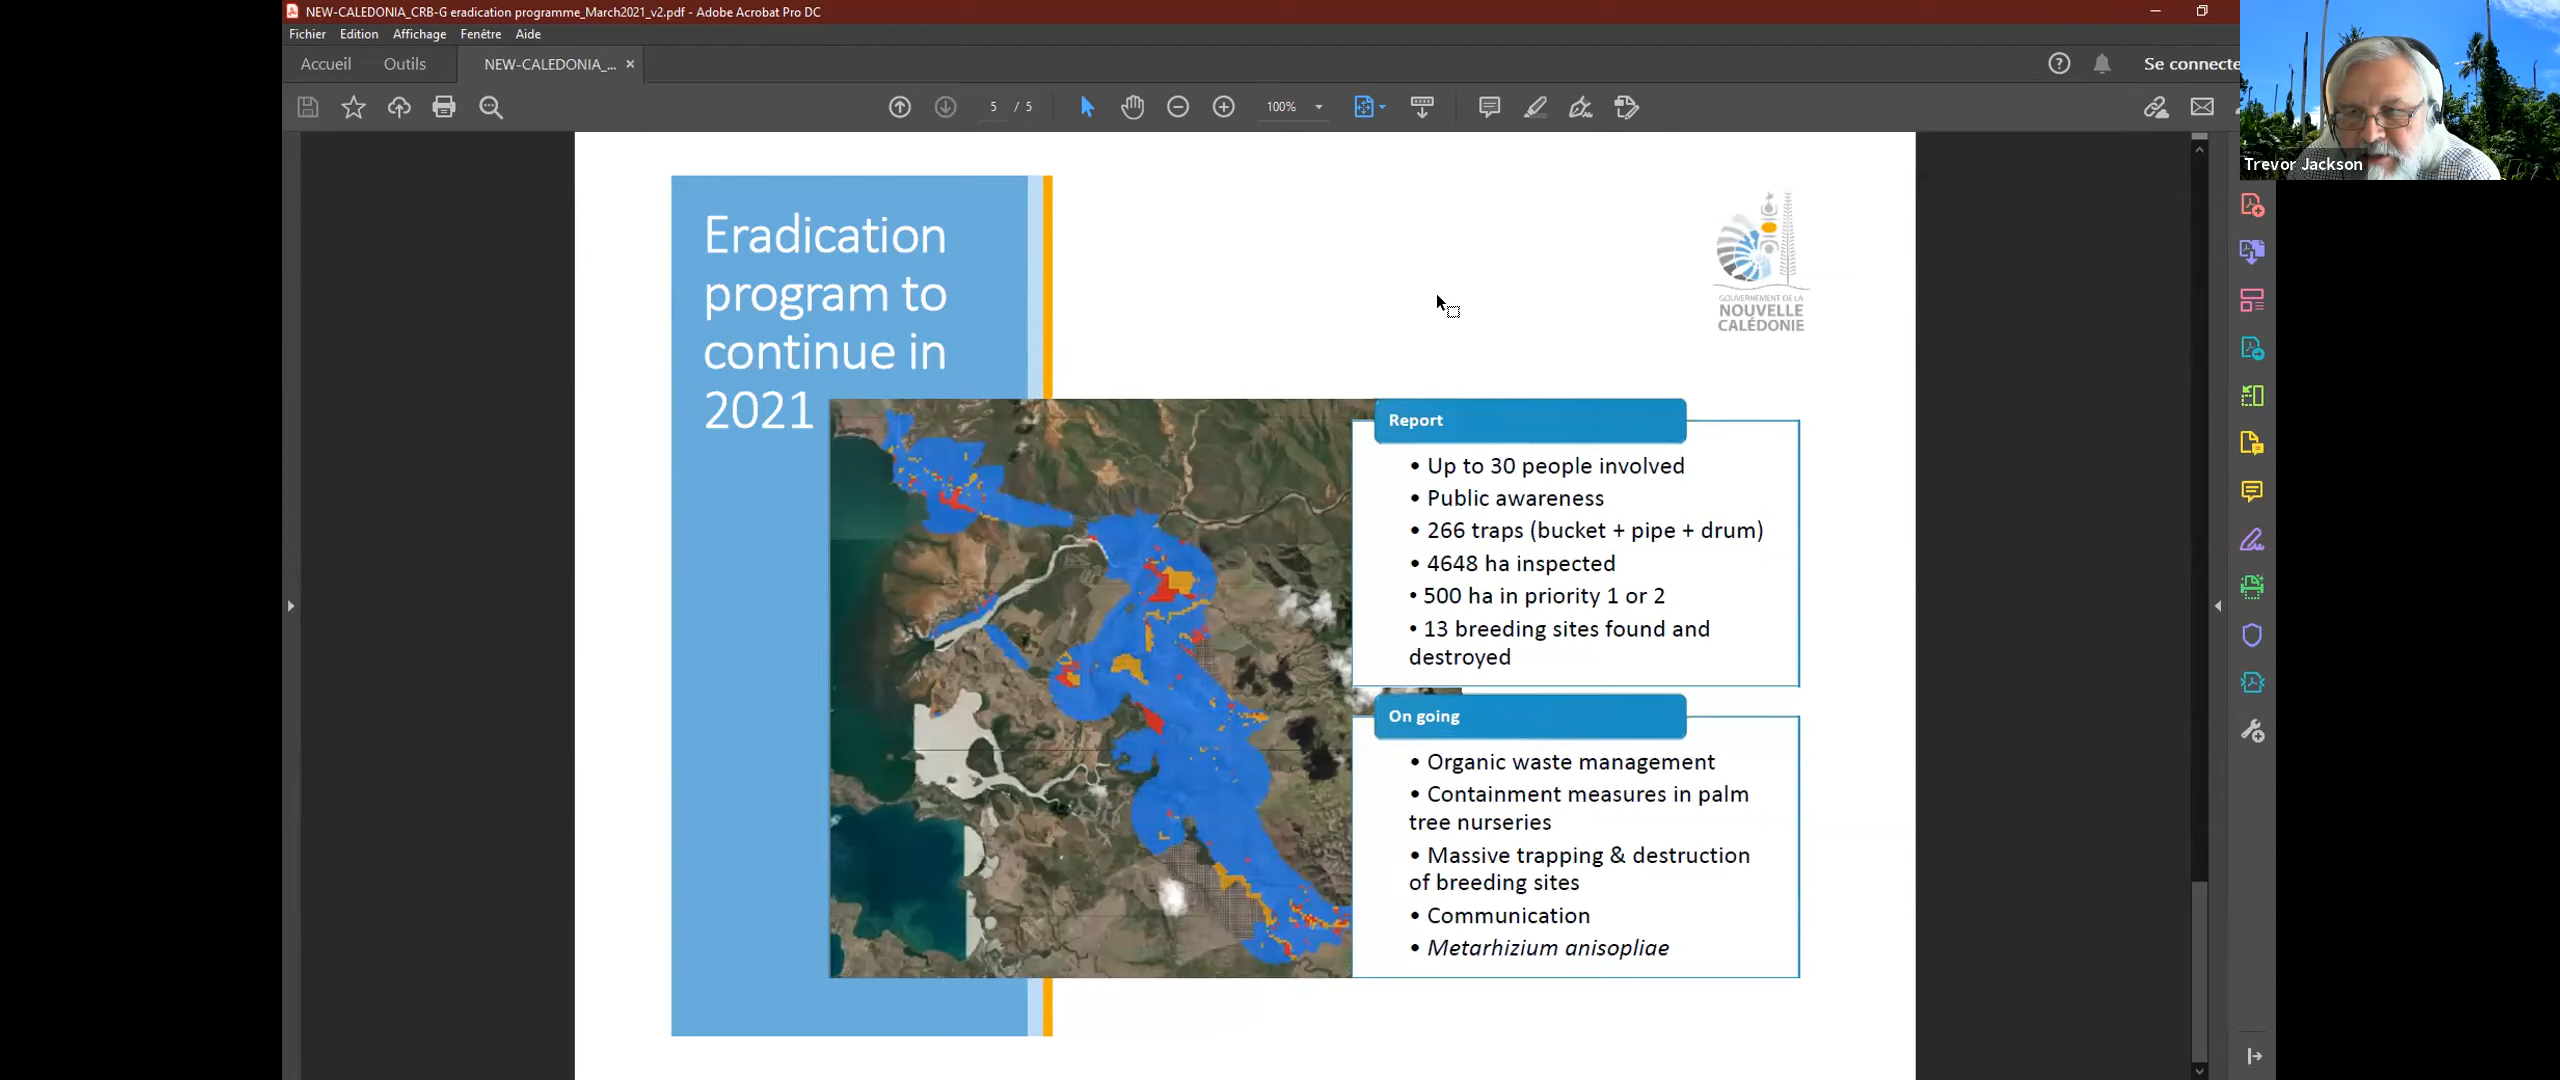 NEW-CALEDONIA_CRB-G eradication programme_March2021_v2.pdf - Adobe Acrobat Pro DC
Fichier Edition Affichage Fenêtre Aide
Accueil Outils NEW-CALEDONIA_... × Se connecte
5 / 5 100%
Trevor Jackson
Eradication
program to
continue in
2021
GOUVERNEMENT DE LA
NOUVELLE
CALÉDONIE
Report
• Up to 30 people involved
• Public awareness
• 266 traps (bucket + pipe + drum)
• 4648 ha inspected
• 500 ha in priority 1 or 2
• 13 breeding sites found and
destroyed
On going
• Organic waste management
• Containment measures in palm
tree nurseries
• Massive trapping & destruction
of breeding sites
• Communication
• Metarhizium anisopliae